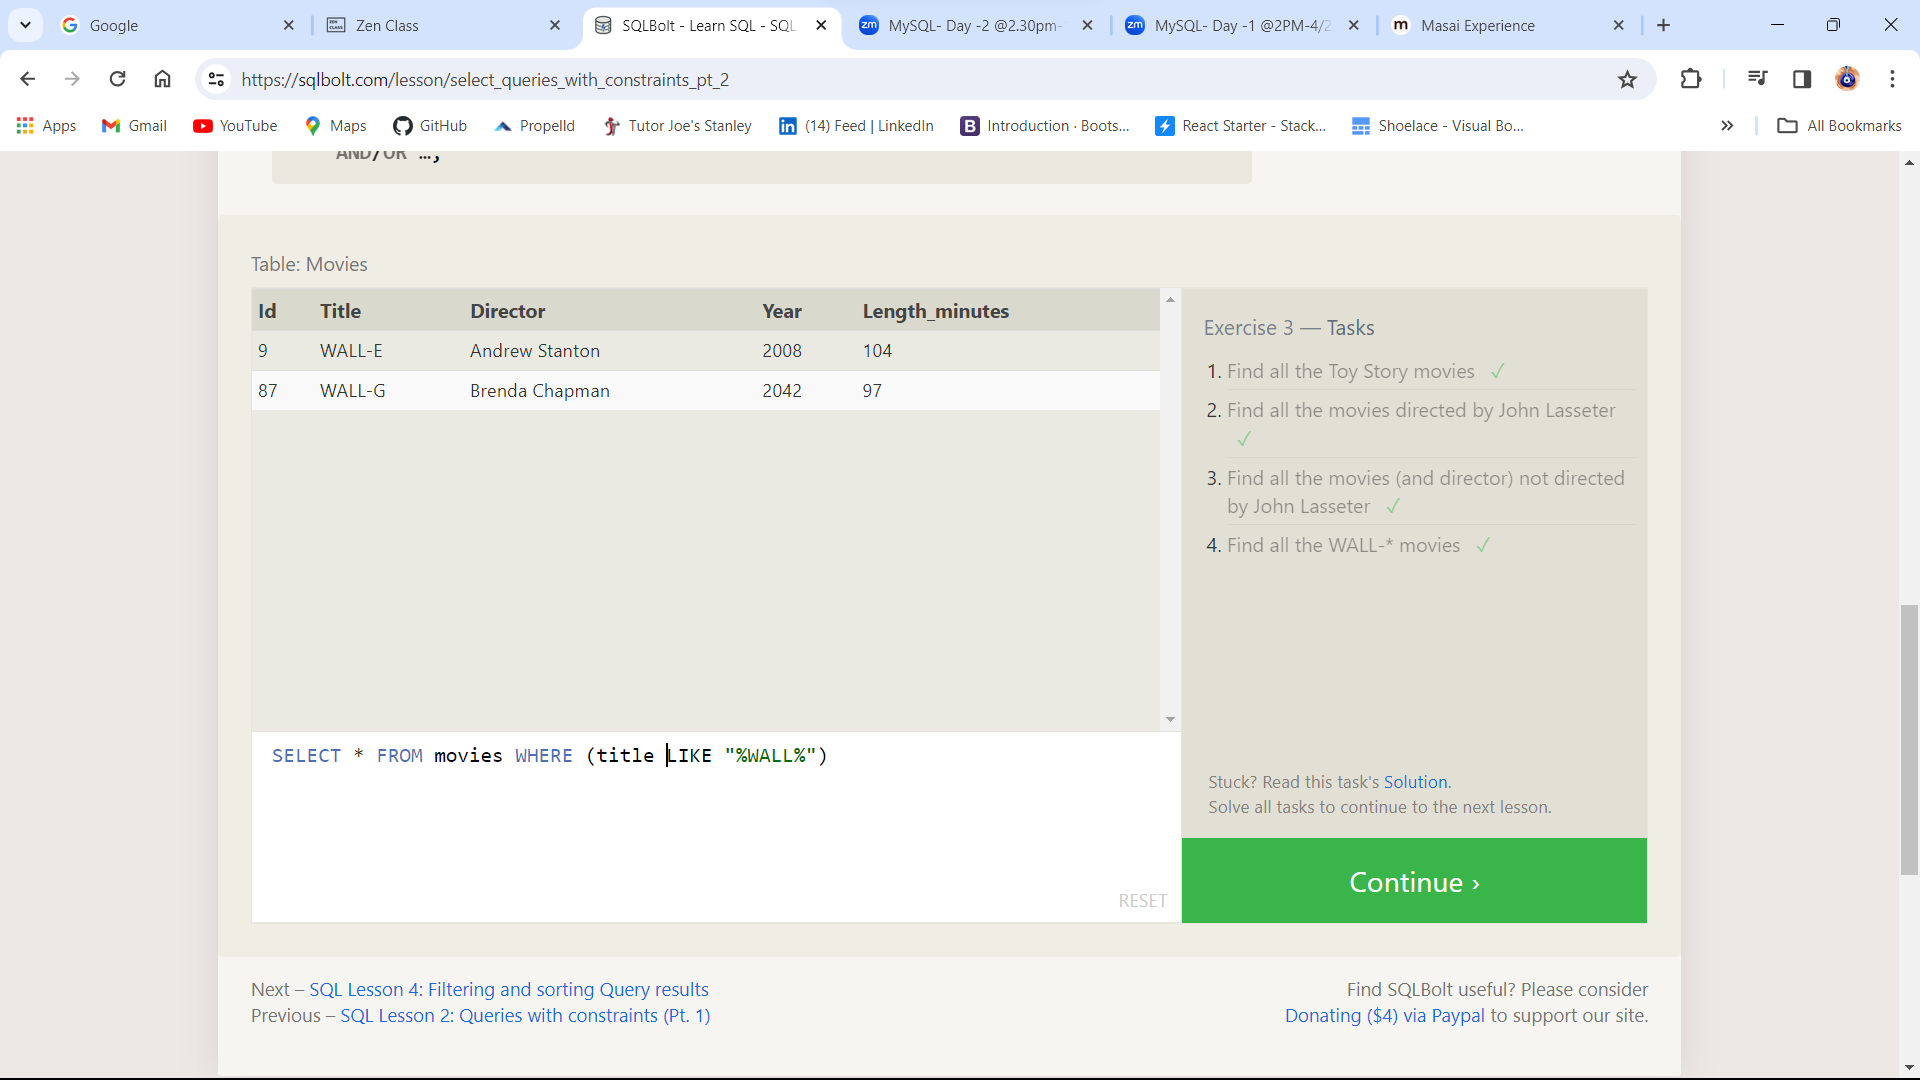 Google
Zen Class
SQLBolt - Learn SQL - SQL
MySQL- Day -2 @2.30pm-
MySQL- Day -1 @2PM-4/2
Masai Experience
https://sqlbolt.com/lesson/select_queries_with_constraints_pt_2
Apps
Gmail
YouTube
Maps
GitHub
Propelld
Tutor Joe's Stanley
(14) Feed | LinkedIn
Introduction · Boots...
React Starter - Stack...
Shoelace - Visual Bo...
All Bookmarks
AND/OR …;
Table: Movies
Id Title Director Year Length_minutes
9 WALL-E Andrew Stanton 2008 104
87 WALL-G Brenda Chapman 2042 97
Exercise 3 — Tasks
1. Find all the Toy Story movies ✓
2. Find all the movies directed by John Lasseter
✓
3. Find all the movies (and director) not directed
by John Lasseter ✓
4. Find all the WALL-* movies ✓
SELECT * FROM movies WHERE (title LIKE "%WALL%")
RESET
Stuck? Read this task's Solution.
Solve all tasks to continue to the next lesson.
Continue ›
Next – SQL Lesson 4: Filtering and sorting Query results
Previous – SQL Lesson 2: Queries with constraints (Pt. 1)
Find SQLBolt useful? Please consider
Donating ($4) via Paypal to support our site.